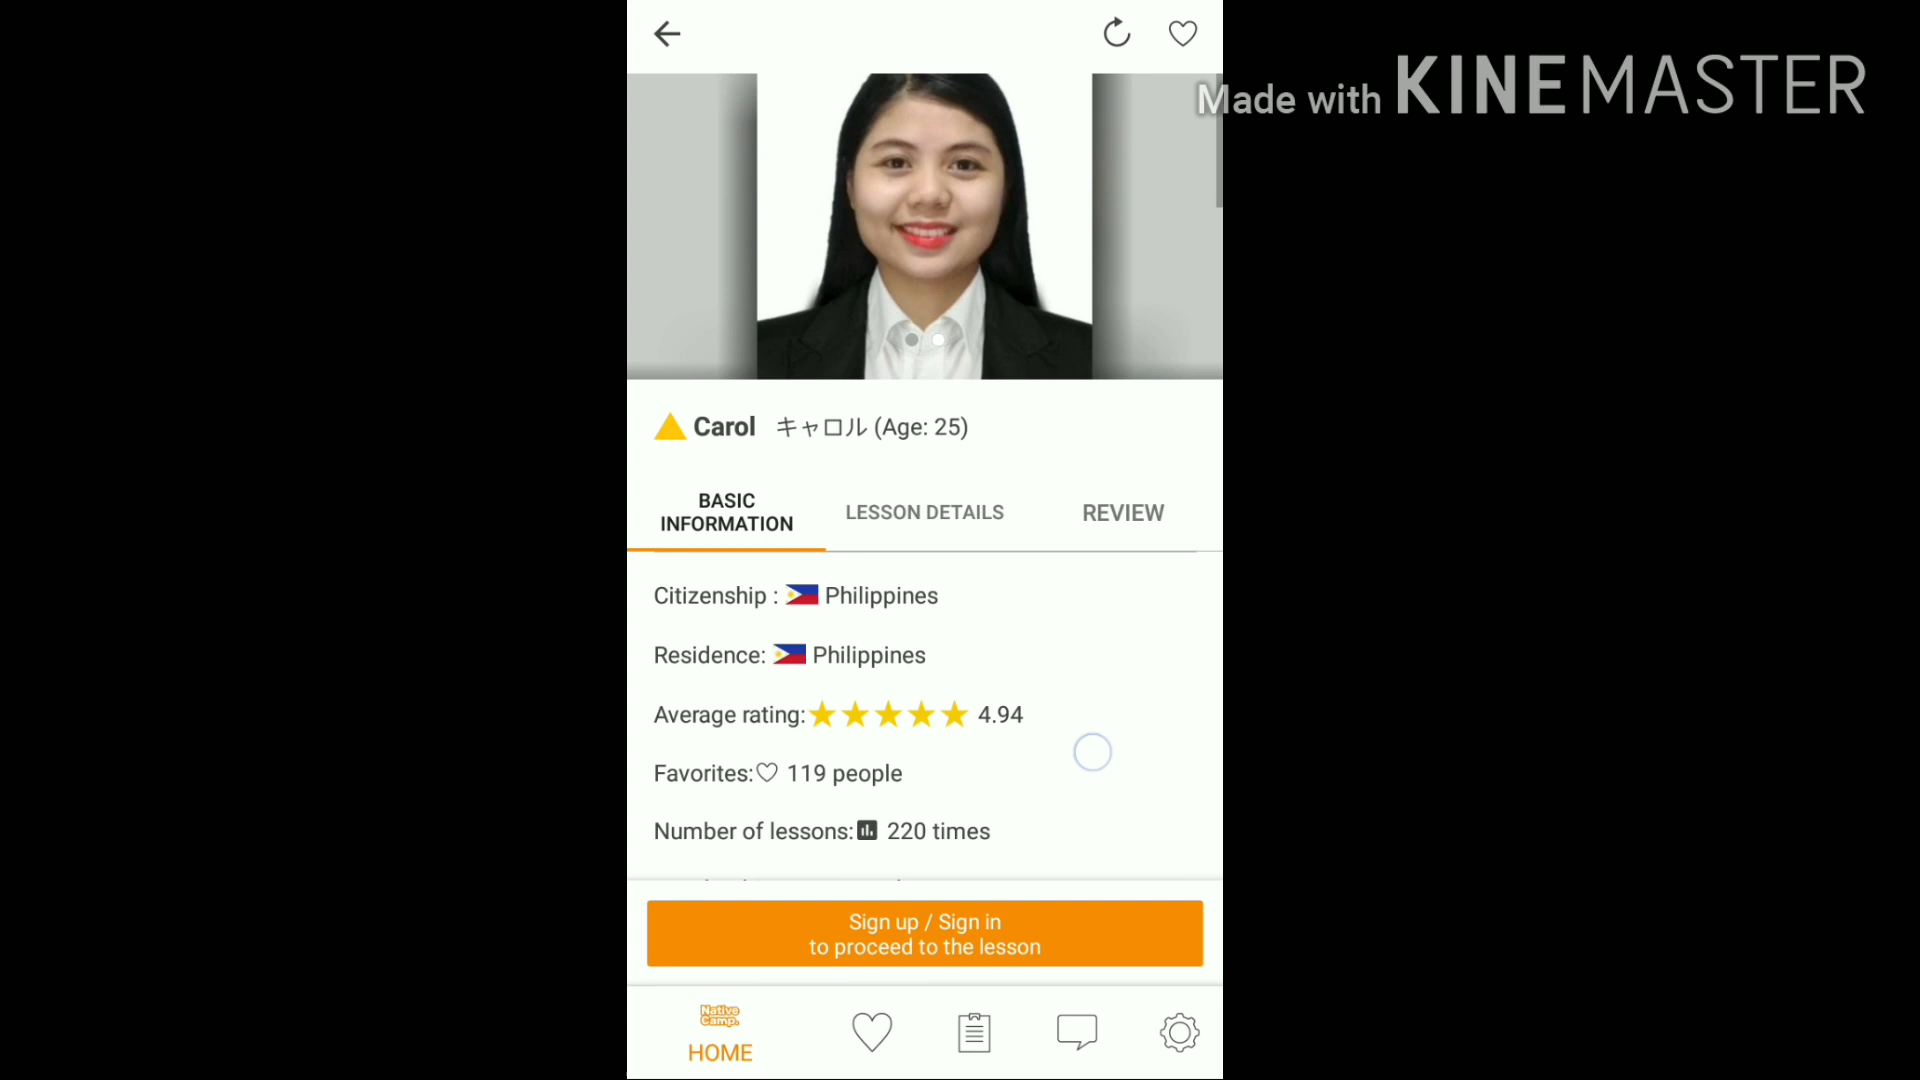 Made with KINEMASTER
Carol キャロル (Age: 25)
BASIC
INFORMATION
LESSON DETAILS
REVIEW
Citizenship : Philippines
Residence: Philippines
Average rating: 4.94
Favorites: 119 people
Number of lessons: 220 times
Sign up / Sign in
to proceed to the lesson
Native
Camp.
HOME